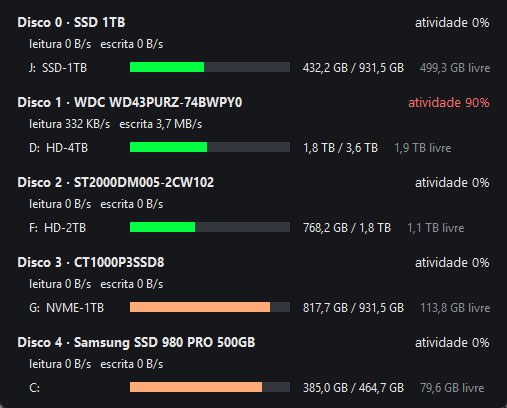 Disco 0 · SSD 1TB atividade 0%
leitura 0 B/s escrita 0 B/s
J: SSD-1TB 432,2 GB / 931,5 GB 499,3 GB livre
Disco 1 · WDC WD43PURZ-74BWPY0 atividade 90%
leitura 332 KB/s escrita 3,7 MB/s
D: HD-4TB 1,8 TB / 3,6 TB 1,9 TB livre
Disco 2 · ST2000DM005-2CW102 atividade 0%
leitura 0 B/s escrita 0 B/s
F: HD-2TB 768,2 GB / 1,8 TB 1,1 TB livre
Disco 3 · CT1000P3SSD8 atividade 0%
leitura 0 B/s escrita 0 B/s
G: NVME-1TB 817,7 GB / 931,5 GB 113,8 GB livre
Disco 4 · Samsung SSD 980 PRO 500GB atividade 0%
leitura 0 B/s escrita 0 B/s
C: 385,0 GB / 464,7 GB 79,6 GB livre